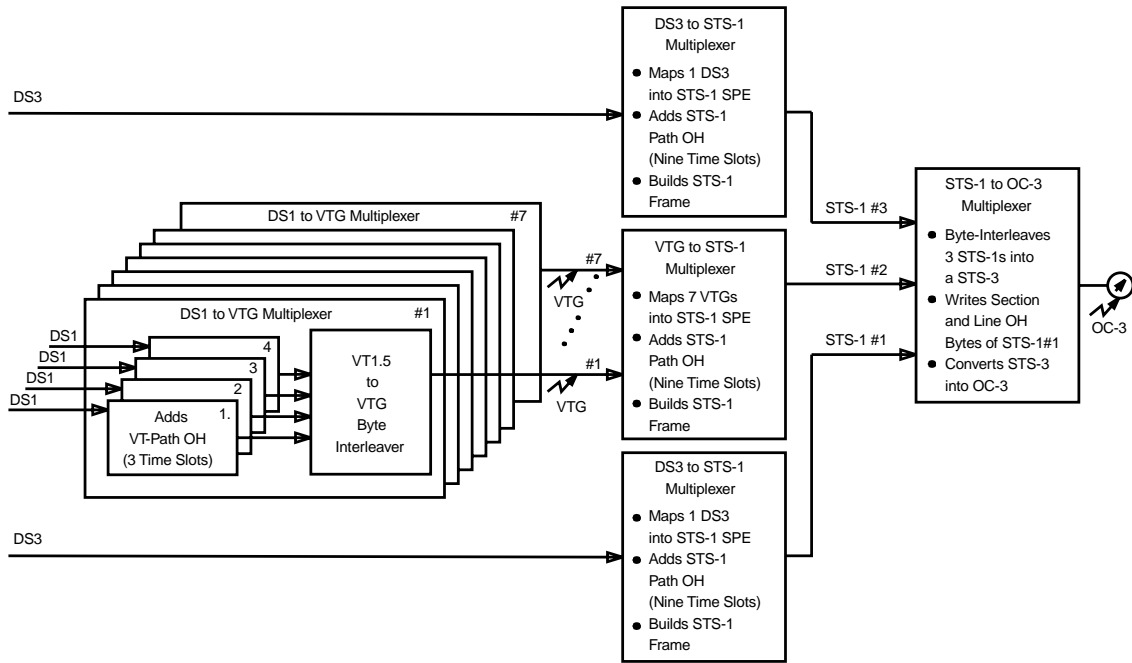 DS3 to STS-1
Multiplexer
● Maps 1 DS3
into STS-1 SPE
● Adds STS-1
Path OH
(Nine Time Slots)
● Builds STS-1
Frame
DS3
STS-1 #3
DS1 to VTG Multiplexer
#7
DS1 to VTG Multiplexer
#1
DS1
DS1
DS1
DS1
4
3
2
1.
Adds
VT-Path OH
(3 Time Slots)
VT1.5
to
VTG
Byte
Interleaver
#7
VTG
#1
VTG
VTG to STS-1
Multiplexer
● Maps 7 VTGs
into STS-1 SPE
● Adds STS-1
Path OH
(Nine Time Slots)
● Builds STS-1
Frame
STS-1 #2
STS-1 #1
STS-1 to OC-3
Multiplexer
● Byte-Interleaves
3 STS-1s into
a STS-3
● Writes Section
and Line OH
Bytes of STS-1#1
● Converts STS-3
into OC-3
OC-3
DS3
DS3 to STS-1
Multiplexer
● Maps 1 DS3
into STS-1 SPE
● Adds STS-1
Path OH
(Nine Time Slots)
● Builds STS-1
Frame